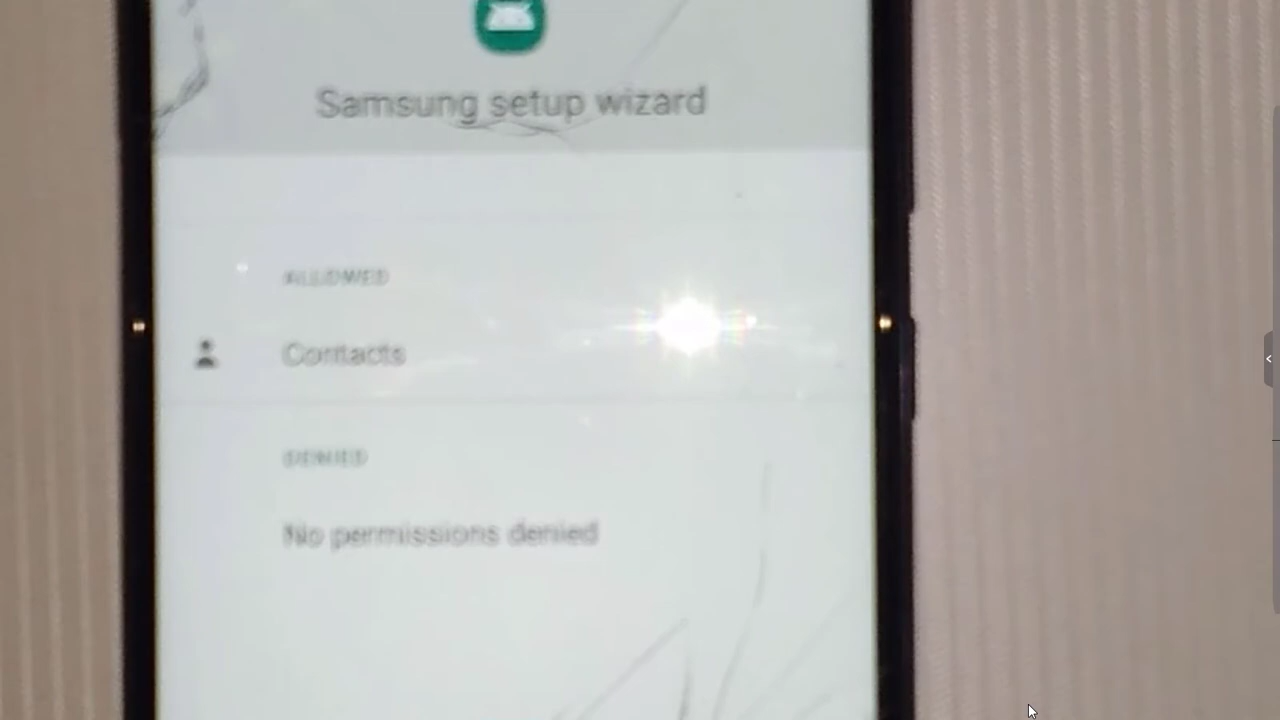 Samsung setup wizard
ALLOWED
Contacts
DENIED
No permissions denied